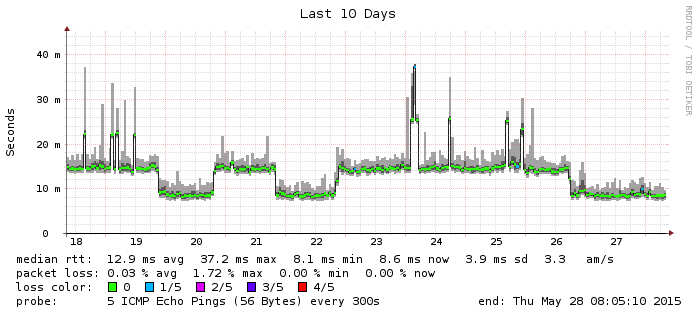 Last 10 Days
RRDTOOL / TOBI OETIKER
Seconds
40 m
30 m
20 m
10 m
0
18 19 20 21 22 23 24 25 26 27
median rtt: 12.9 ms avg 37.2 ms max 8.1 ms min 8.6 ms now 3.9 ms sd 3.3 am/s
packet loss: 0.03 % avg 1.72 % max 0.00 % min 0.00 % now
loss color: 0 1/5 2/5 3/5 4/5
probe: 5 ICMP Echo Pings (56 Bytes) every 300s end: Thu May 28 08:05:10 2015